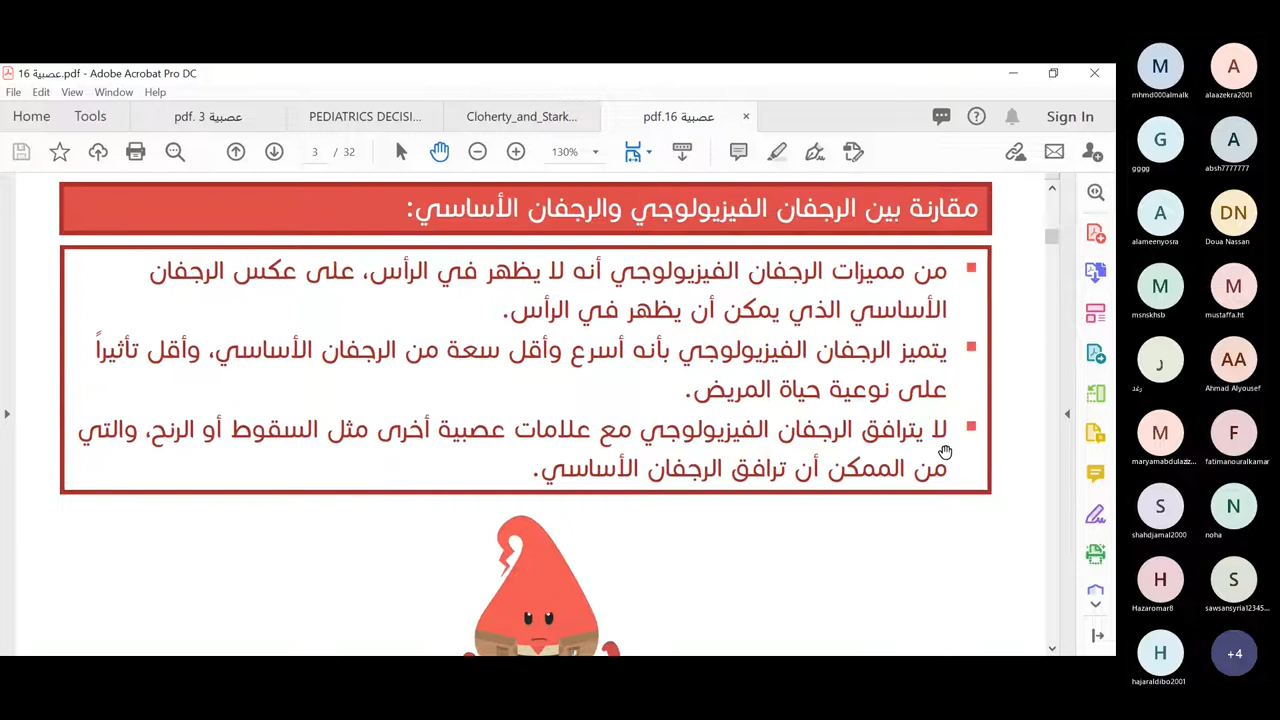 عصبية 16.pdf - Adobe Acrobat Pro DC
File Edit View Window Help
Home Tools
عصبية 3 .pdf
PEDIATRICS DECISI...
Cloherty_and_Stark...
عصبية 16.pdf
Sign In
3 / 32
130%
مقارنة بين الرجفان الفيزيولوجي والرجفان الأساسي:
من مميزات الرجفان الفيزيولوجي أنه لا يظهر في الرأس، على عكس الرجفان
الأساسي الذي يمكن أن يظهر في الرأس.
يتميز الرجفان الفيزيولوجي بأنه أسرع وأقل سعة من الرجفان الأساسي، وأقل تأثيراً
على نوعية حياة المريض.
لا يترافق الرجفان الفيزيولوجي مع علامات عصبية أخرى مثل السقوط أو الرنح، والتي
من الممكن أن ترافق الرجفان الأساسي.
M A
mhmd000almalk alaazekra2001
G A
gggg absh7777777
A DN
alameenyosra Doua Nassan
M M
msnskhsb mustaffa.ht
ر AA
رغد Ahmad Alyousef
M F
maryamabdulaziz... fatimanouralkamar
S N
shahdjamal2000 noha
H S
Hazaromar8 sawsansyria12345...
H +4
hajaraldibo2001